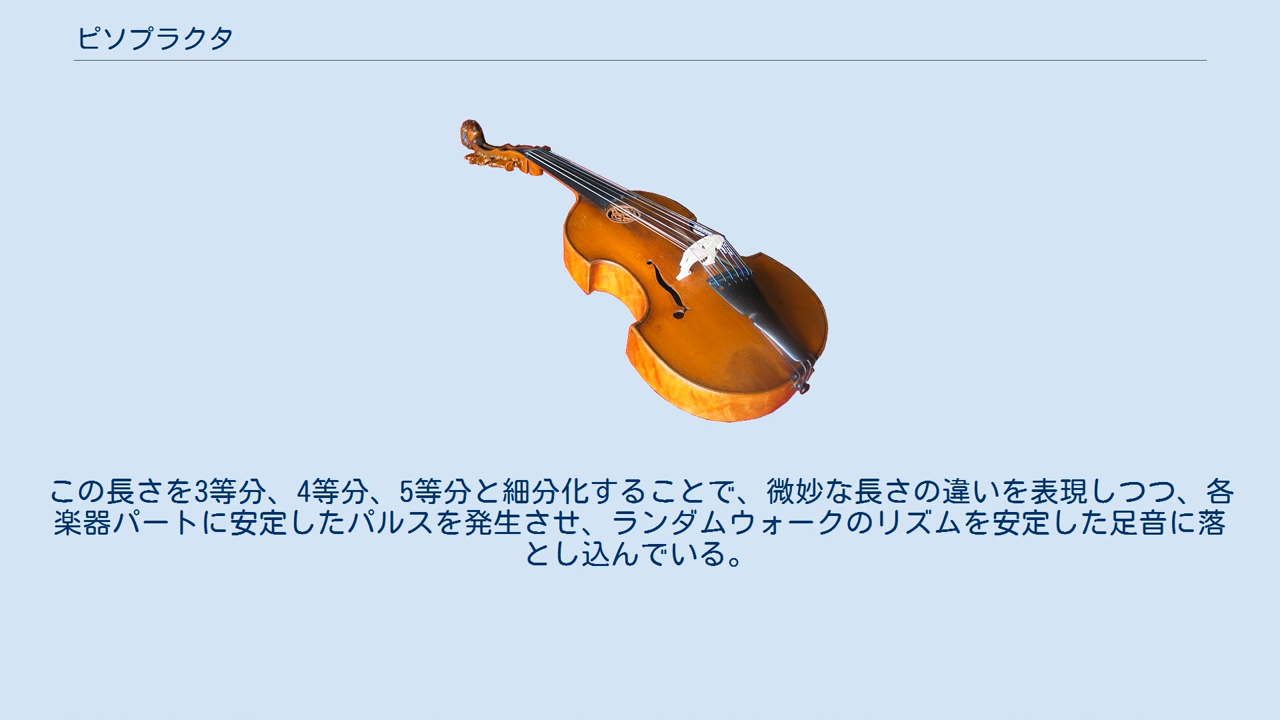 ピソプラクタ
この長さを3等分、4等分、5等分と細分化することで、微妙な長さの違いを表現しつつ、各
楽器パートに安定したパルスを発生させ、ランダムウォークのリズムを安定した足音に落
とし込んでいる。